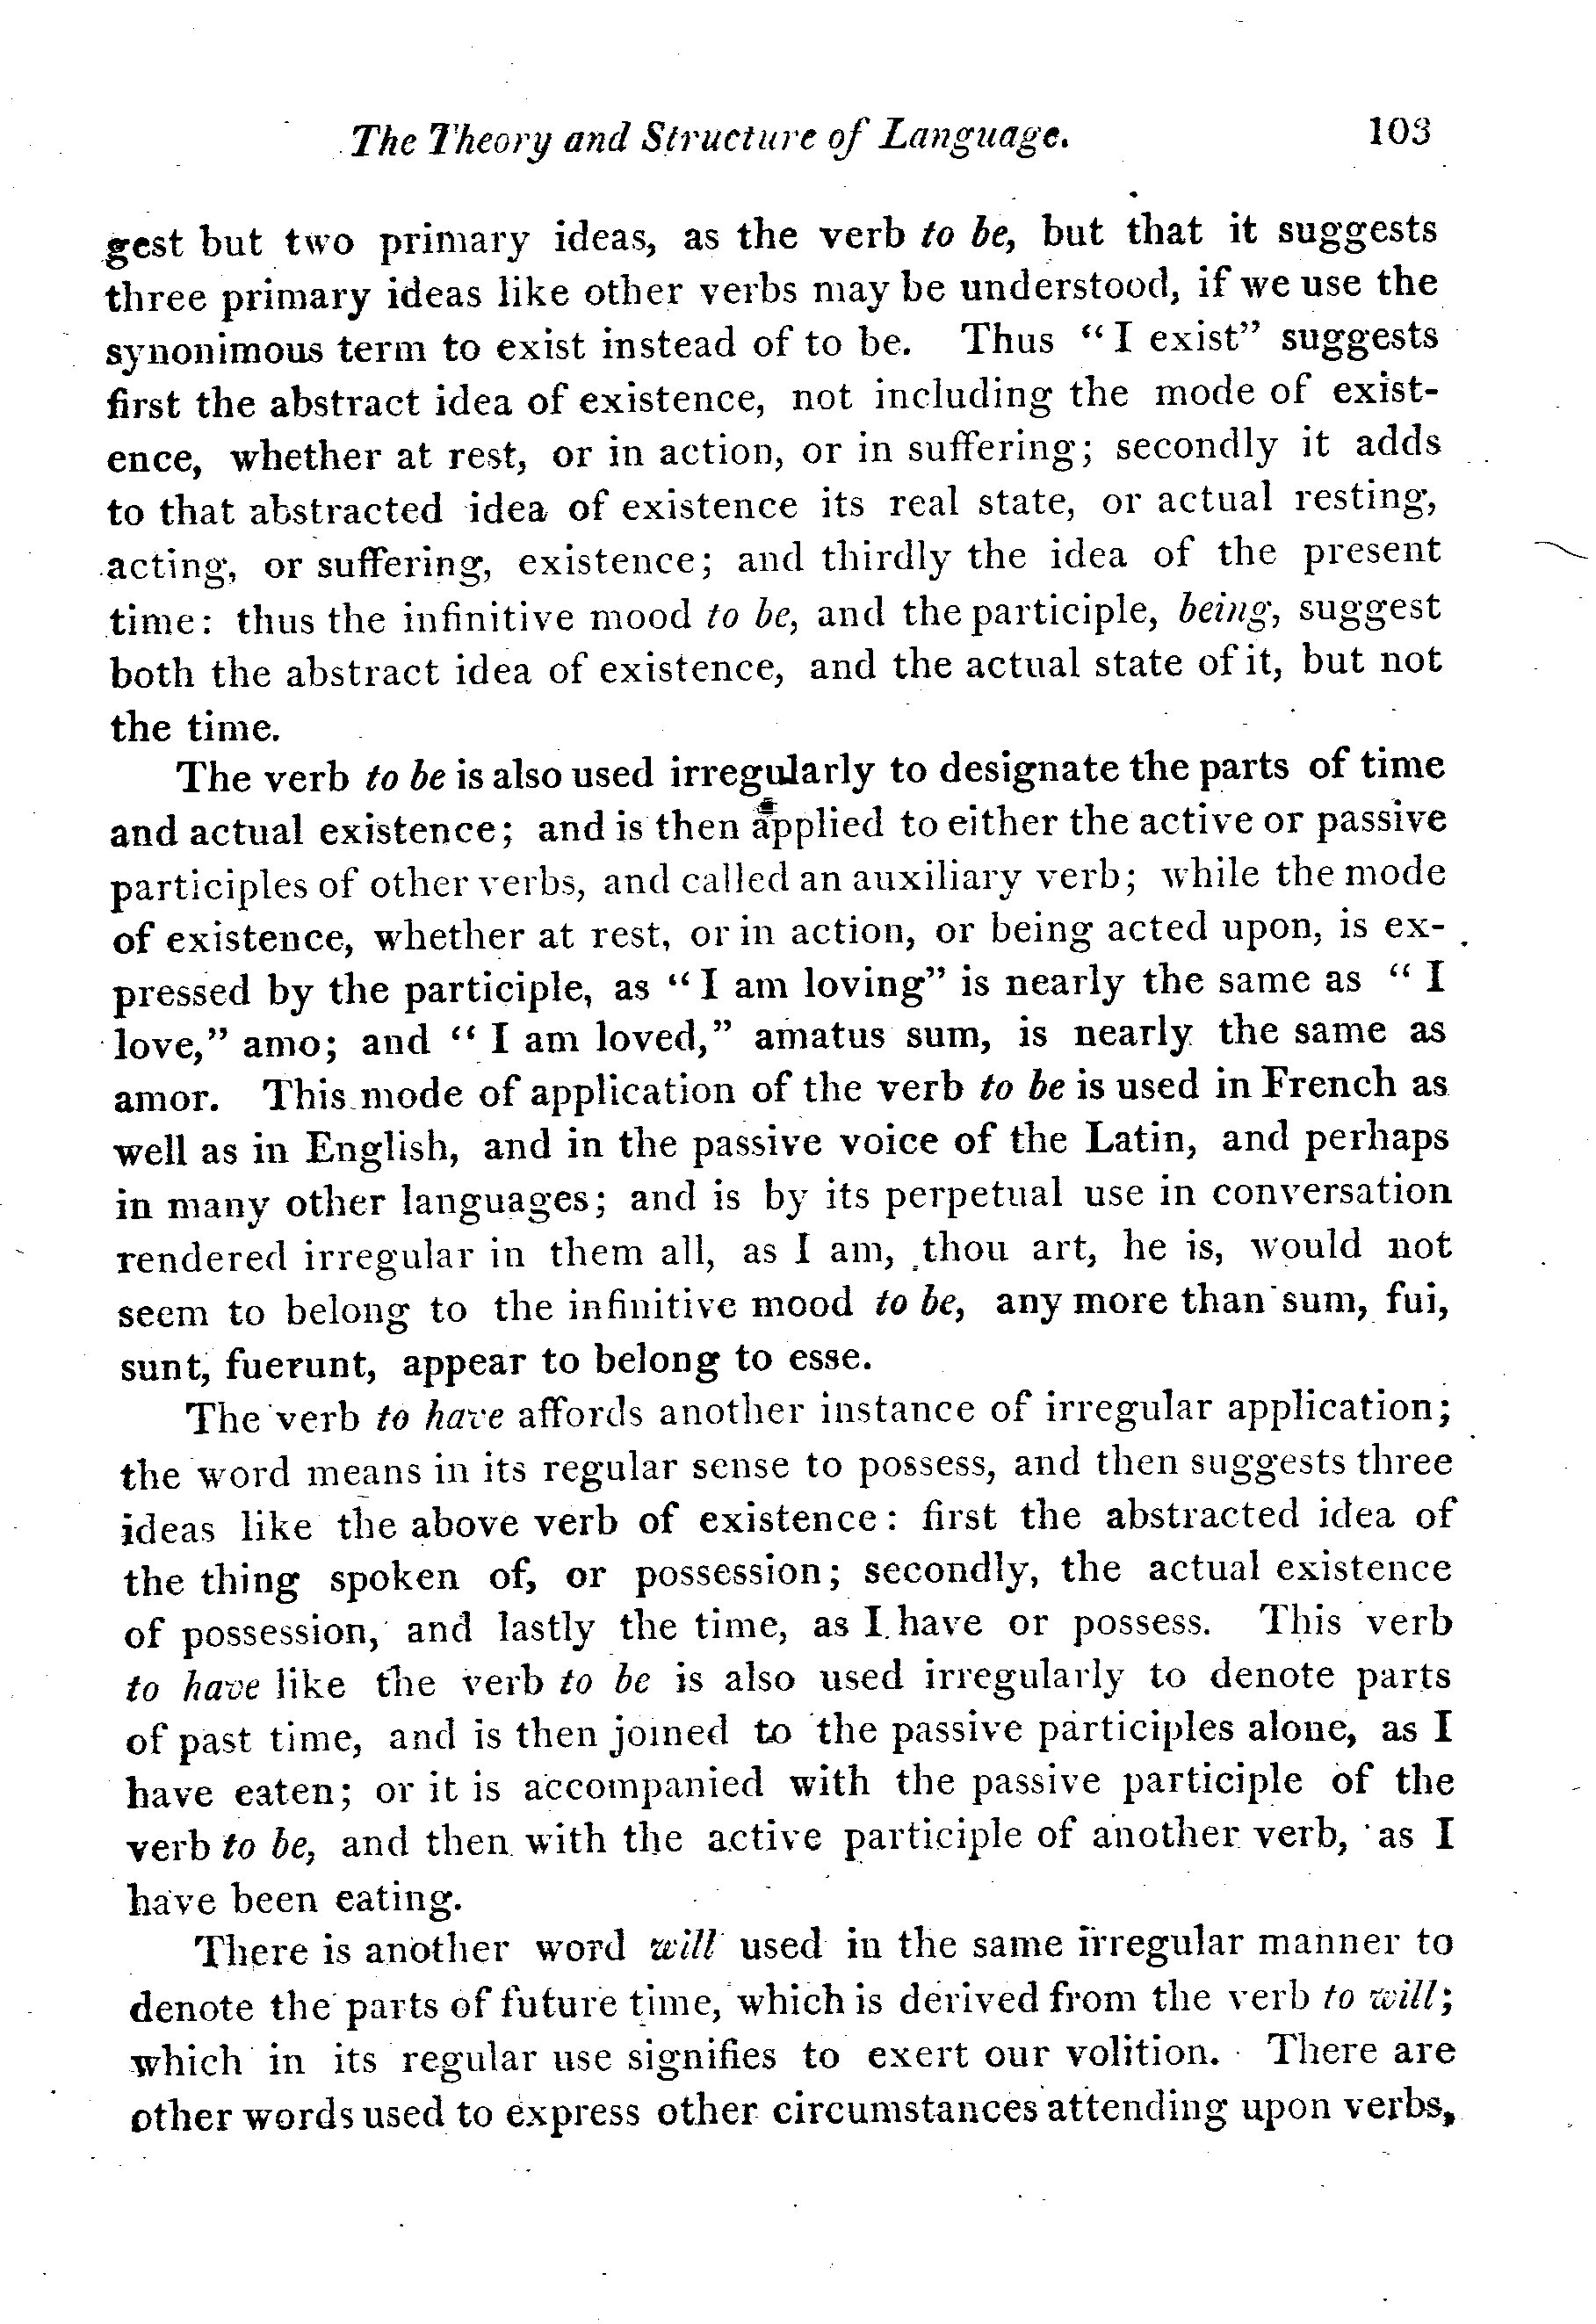 The Theory and Structure of Language. 103
gest but two primary ideas, as the verb to be, but that it suggests
three primary ideas like other verbs may be understood, if we use the
synonimous term to exist instead of to be. Thus “I exist” suggests
first the abstract idea of existence, not including the mode of exist-
ence, whether at rest, or in action, or in suffering; secondly it adds
to that abstracted idea of existence its real state, or actual resting,
acting, or suffering, existence; and thirdly the idea of the present
time: thus the infinitive mood to be, and the participle, being, suggest
both the abstract idea of existence, and the actual state of it, but not
the time.
The verb to be is also used irregularly to designate the parts of time
and actual existence; and is then applied to either the active or passive
participles of other verbs, and called an auxiliary verb; while the mode
of existence, whether at rest, or in action, or being acted upon, is ex-
pressed by the participle, as “I am loving” is nearly the same as “I
love,” amo; and “I am loved,” amatus sum, is nearly the same as
amor. This mode of application of the verb to be is used in French as
well as in English, and in the passive voice of the Latin, and perhaps
in many other languages; and is by its perpetual use in conversation
rendered irregular in them all, as I am, thou art, he is, would not
seem to belong to the infinitive mood to be, any more than sum, fui,
sunt, fuerunt, appear to belong to esse.
The verb to have affords another instance of irregular application;
the word means in its regular sense to possess, and then suggests three
ideas like the above verb of existence: first the abstracted idea of
the thing spoken of, or possession; secondly, the actual existence
of possession, and lastly the time, as I have or possess. This verb
to have like the verb to be is also used irregularly to denote parts
of past time, and is then joined to the passive participles alone, as I
have eaten; or it is accompanied with the passive participle of the
verb to be, and then with the active participle of another verb, as I
have been eating.
There is another word will used in the same irregular manner to
denote the parts of future time, which is derived from the verb to will;
which in its regular use signifies to exert our volition. There are
other words used to express other circumstances attending upon verbs,